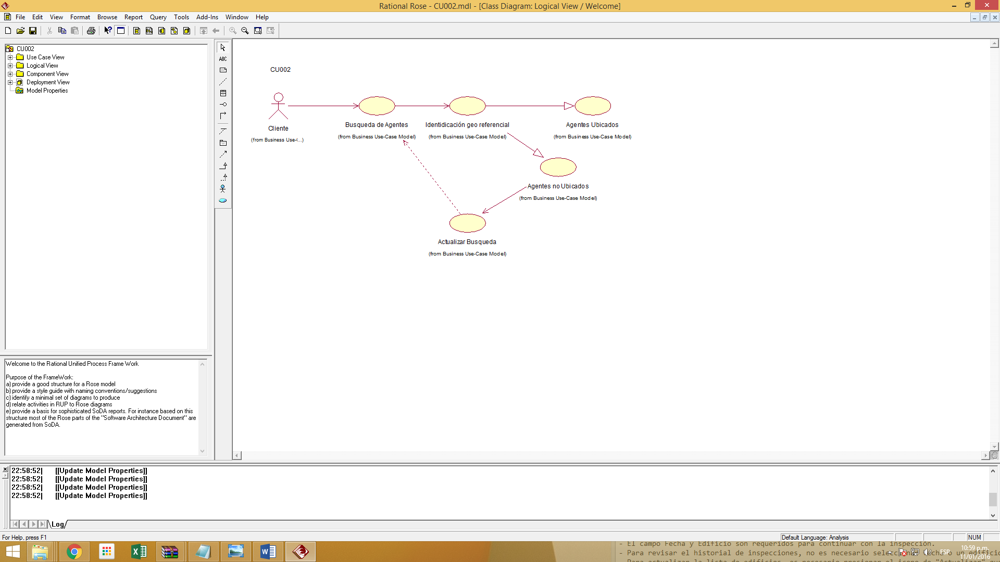 Rational Rose - CU002.mdl - [Class Diagram: Logical View / Welcome]
File Edit View Format Browse Report Query Tools Add-Ins Window Help
CU002
Use Case View
Logical View
Component View
Deployment View
Model Properties
ABC
CU002
Cliente
(from Business Use-(...)
Busqueda de Agentes
(from Business Use-Case Model)
Identidicación geo referencial
(from Business Use-Case Model)
Agentes Ubicados
(from Business Use-Case Model)
Agentes no Ubicados
(from Business Use-Case Model)
Actualizar Busqueda
(from Business Use-Case Model)
Welcome to the Rational Unified Process Frame Work
Purpose of the FrameWork:
a) provide a good structure for a Rose model
b) provide a style guide with naming conventions/suggestions
c) identify a minimal set of diagrams to produce
d) relate activities in RUP to Rose diagrams
e) provide a basis for sophisticated SoDA reports. For instance based on this
structure most of the Rose parts of the "Software Architecture Document" are
generated from SoDA.
22:58:52| [[Update Model Properties]]
22:58:52| [[Update Model Properties]]
22:58:52| [[Update Model Properties]]
22:58:52| [[Update Model Properties]]
Log
For Help, press F1
Default Language: Analysis
NUM
- El campo Fecha y Edificio son requeridos para continuar con la inspección.
- Para revisar el historial de inspecciones, no es necesario un
ESP
10:59 p.m.
11/01/2016